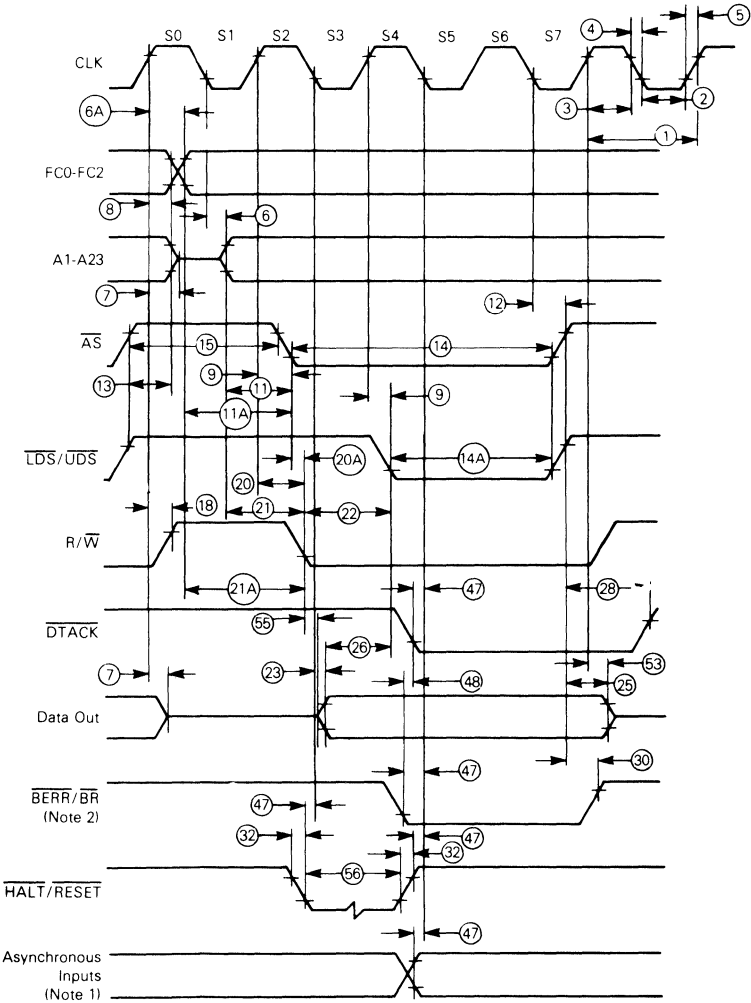 S0 S1 S2 S3 S4 S5 S6 S7
4
5
CLK
6A
3
2
1
FC0-FC2
8
6
A1-A23
7
12
AS
15
14
13
9
11
9
11A
LDS/UDS
20A
14A
20
18
21
22
R/W
21A
47
28
55
DTACK
26
53
7
23
48
25
Data Out
30
BERR/BR
47
(Note 2)
47
32
47
32
HALT/RESET
56
47
Asynchronous
Inputs
(Note 1)